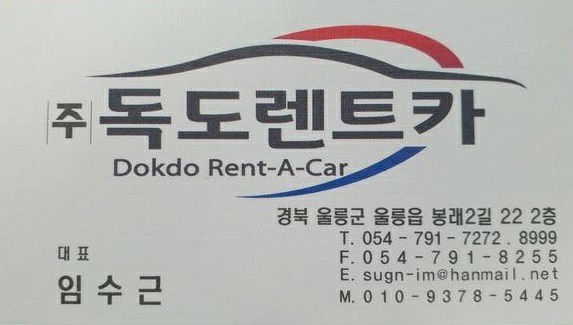 |주|독도렌트카
Dokdo Rent-A-Car
경북 울릉군 울릉읍 봉래2길 22 2층
T. 054-791-7272.8999
F. 054-791-8255
E. sugn-im@hanmail.net
M. 010-9378-5445
대표
임수근